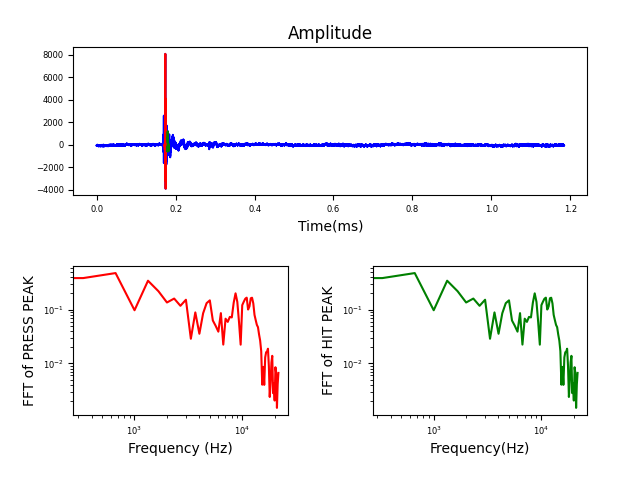 Amplitude
8000
6000
4000
2000
0
−2000
−4000
0.0 0.2 0.4 0.6 0.8 1.0 1.2
Time(ms)
FFT of PRESS PEAK
10⁻¹
10⁻²
10³ 10⁴
Frequency (Hz)
FFT of HIT PEAK
10⁻¹
10⁻²
10³ 10⁴
Frequency(Hz)